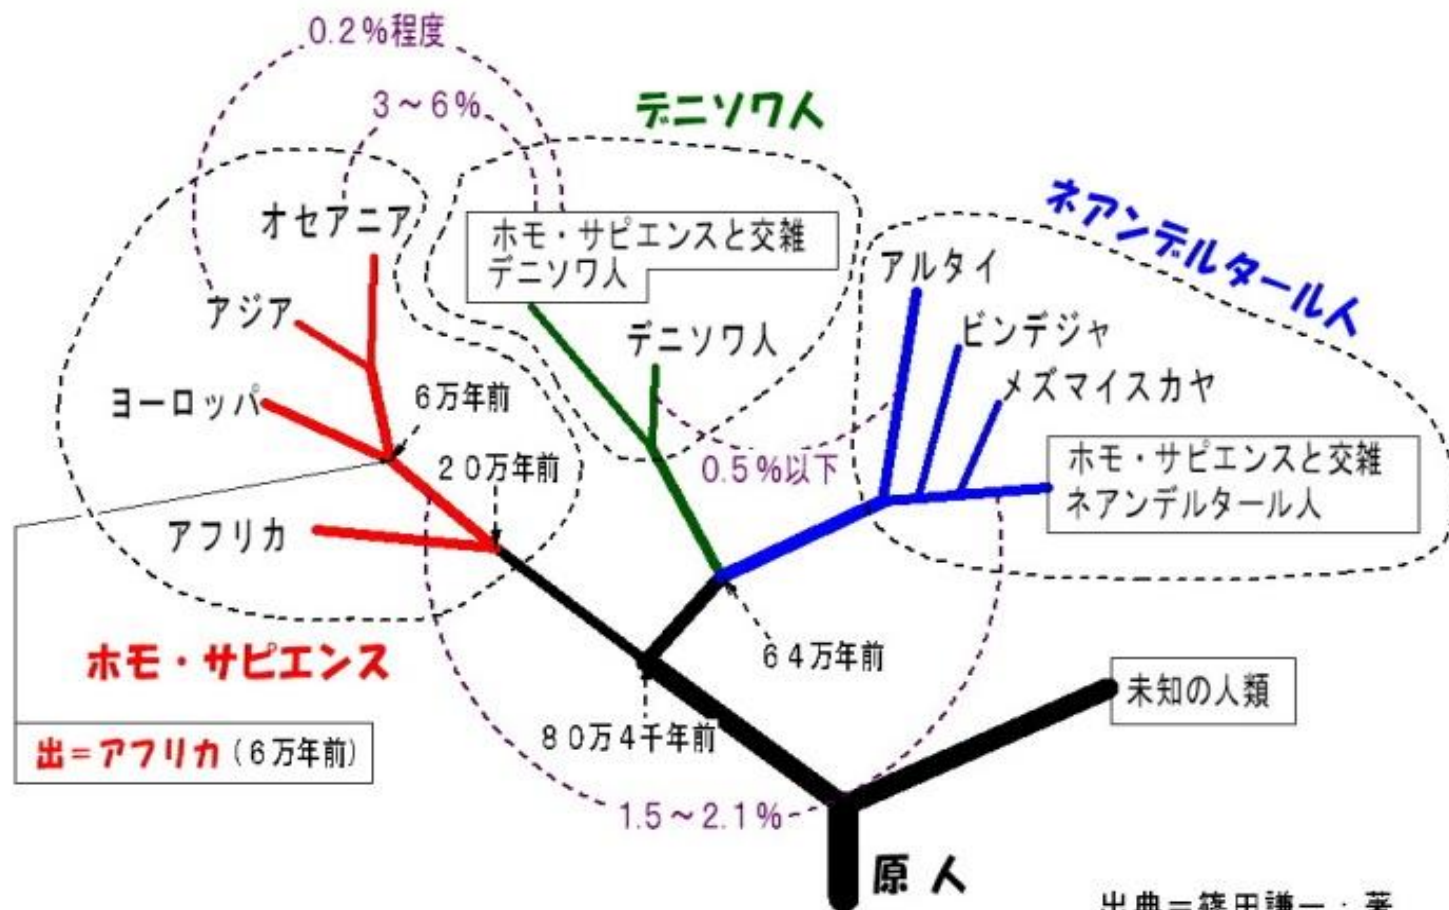 0.2%程度
3～6%
デニソワ人
ネアンデルタール人
オセアニア
ホモ・サピエンスと交雑
デニソワ人
アルタイ
アジア
デニソワ人
ビンデジャ
メズマイスカヤ
ヨーロッパ
6万年前
20万年前
0.5%以下
ホモ・サピエンスと交雑
ネアンデルタール人
アフリカ
ホモ・サピエンス
64万年前
未知の人類
出=アフリカ(6万年前)
80万4千年前
1.5～2.1%
原人
出典=篠田謙一：著